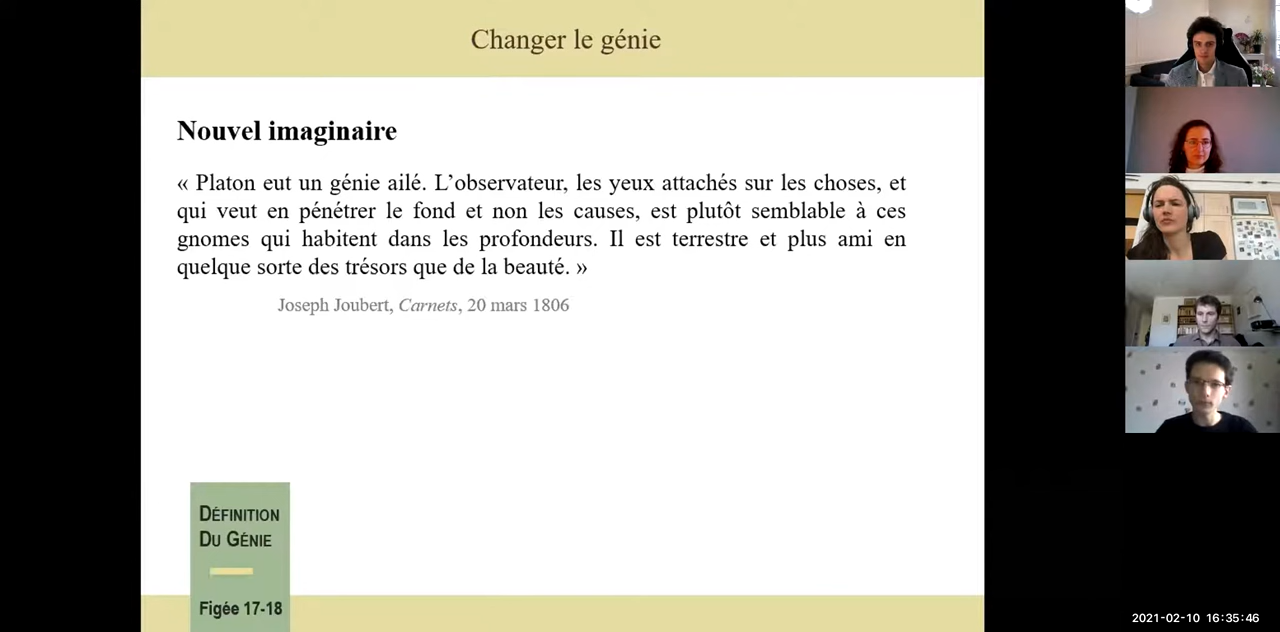 Changer le génie
Nouvel imaginaire
« Platon eut un génie ailé. L’observateur, les yeux attachés sur les choses, et
qui veut en pénétrer le fond et non les causes, est plutôt semblable à ces
gnomes qui habitent dans les profondeurs. Il est terrestre et plus ami en
quelque sorte des trésors que de la beauté. »
Joseph Joubert, Carnets, 20 mars 1806
DÉFINITION
DU GÉNIE
Figée 17-18
2021-02-10 16:35:46